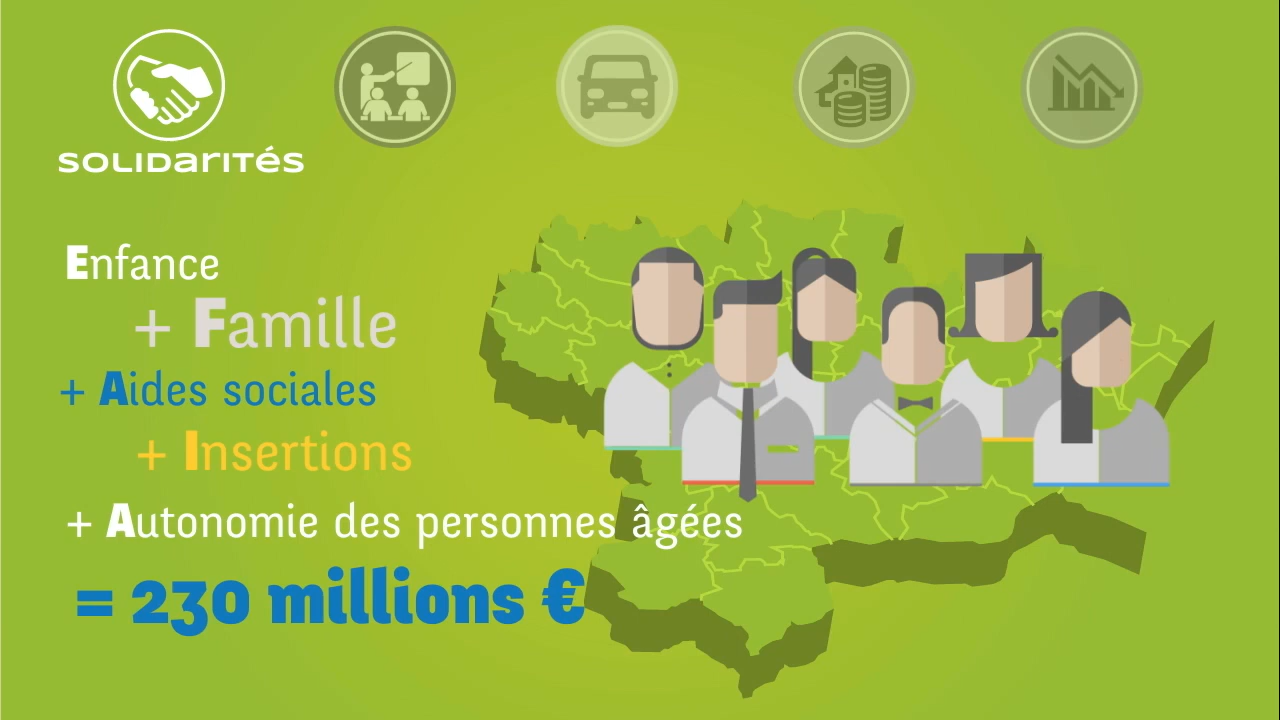 SOLIDARITÉS
Enfance
+ Famille
+ Aides sociales
+ Insertions
+ Autonomie des personnes âgées
= 230 millions €